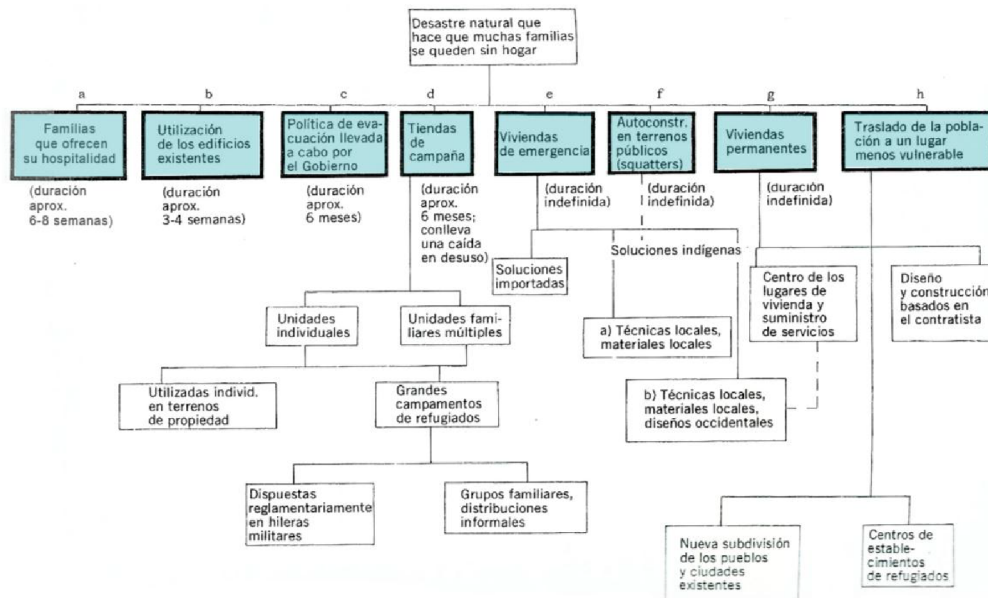 Desastre natural que
hace que muchas familias
se queden sin hogar
a
b
c
d
e
f
g
h
Familias
que ofrecen
su hospitalidad
(duración
aprox.
6-8 semanas)
Utilización
de los edificios
existentes
(duración
aprox.
3-4 semanas)
Política de eva-
cuación llevada
a cabo por
el Gobierno
(duración
aprox.
6 meses)
Tiendas
de
campaña
(duración
aprox.
6 meses;
conlleva
una caída
en desuso)
Viviendas
de emergencia
(duración
indefinida)
Autoconstr.
en terrenos
públicos
(squatters)
(duración
indefinida)
Viviendas
permanentes
(duración
indefinida)
Traslado de la pobla-
ción a un lugar
menos vulnerable
Soluciones indígenas
Soluciones
importadas
Centro de los
lugares de
vivienda y
suministro
de servicios
Diseño
y construcción
basados en
el contratista
Unidades
individuales
Unidades fami-
liares múltiples
a) Técnicas locales,
materiales locales
Utilizadas individ.
en terrenos
de propiedad
Grandes
campamentos
de refugiados
b) Técnicas locales,
materiales locales,
diseños occidentales
Dispuestas
reglamentariamente
en hileras
militares
Grupos familiares,
distribuciones
informales
Nueva subdivisión
de los pueblos
y ciudades
existentes
Centros de
estable-
cimientos
de refugiados